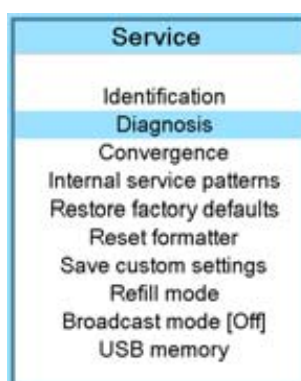 Service
Identification
Diagnosis
Convergence
Internal service patterns
Restore factory defaults
Reset formatter
Save custom settings
Refill mode
Broadcast mode [Off]
USB memory